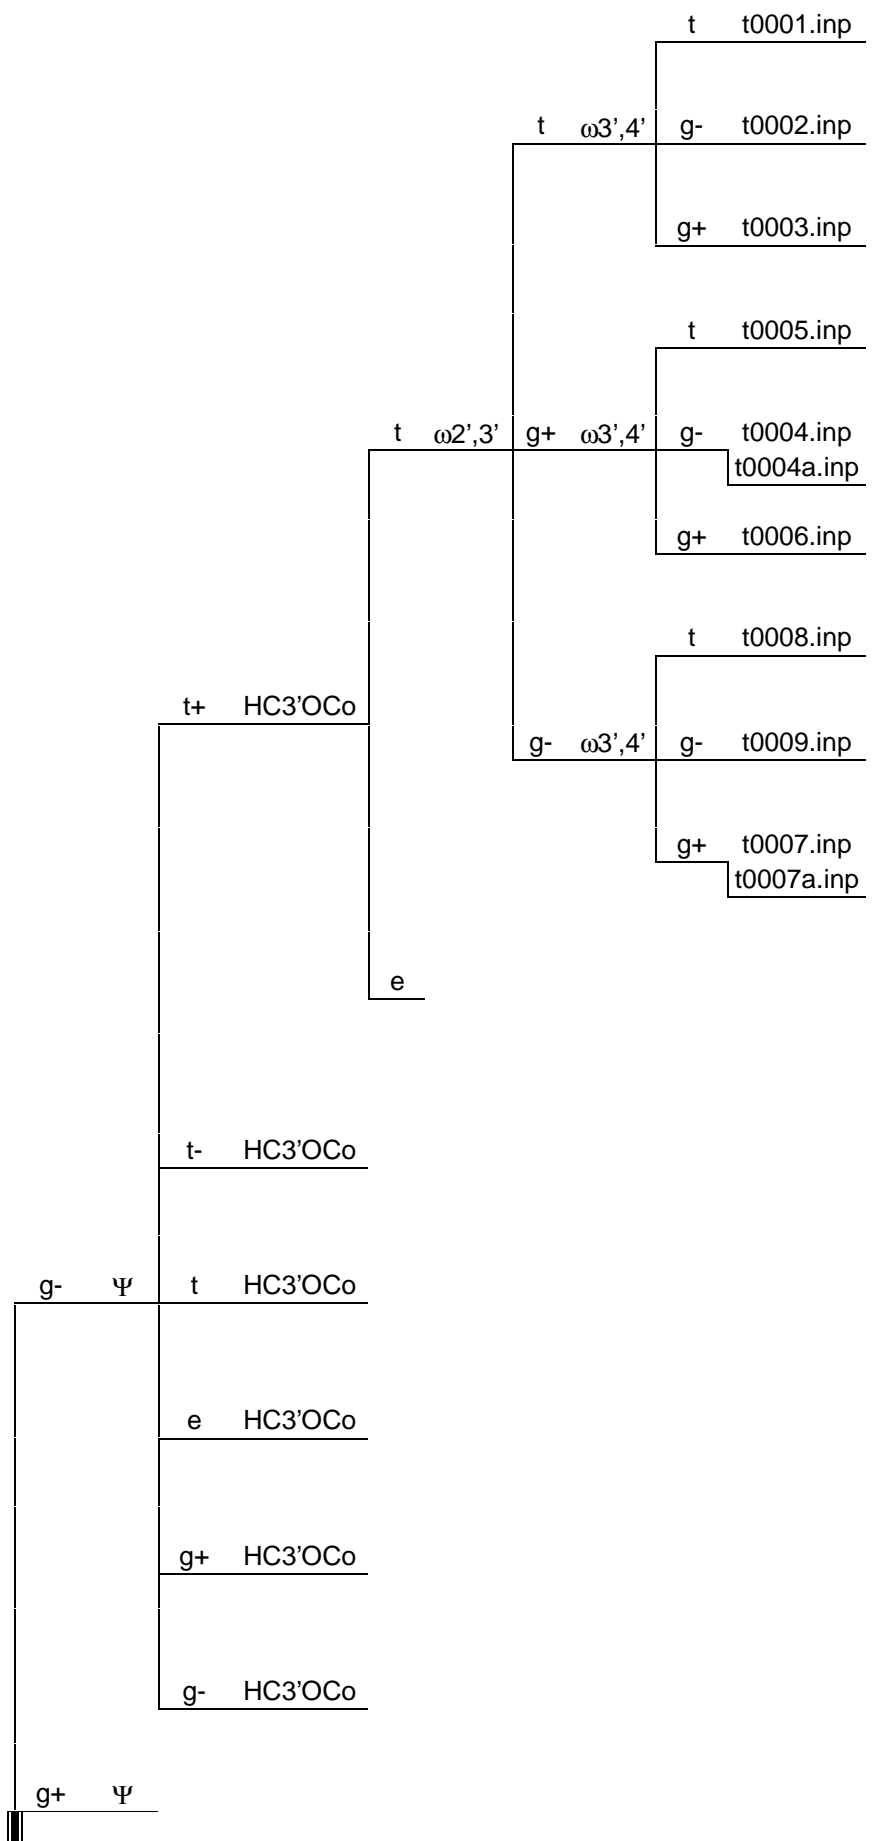 t t0001.inp
t ω3',4' g- t0002.inp
g+ t0003.inp
t t0005.inp
t ω2',3' g+ ω3',4' g- t0004.inp
t0004a.inp
g+ t0006.inp
t t0008.inp
t+ HC3'OCo
g- ω3',4' g- t0009.inp
g+ t0007.inp
t0007a.inp
e
t- HC3'OCo
g- Ψ t HC3'OCo
e HC3'OCo
g+ HC3'OCo
g- HC3'OCo
g+ Ψ